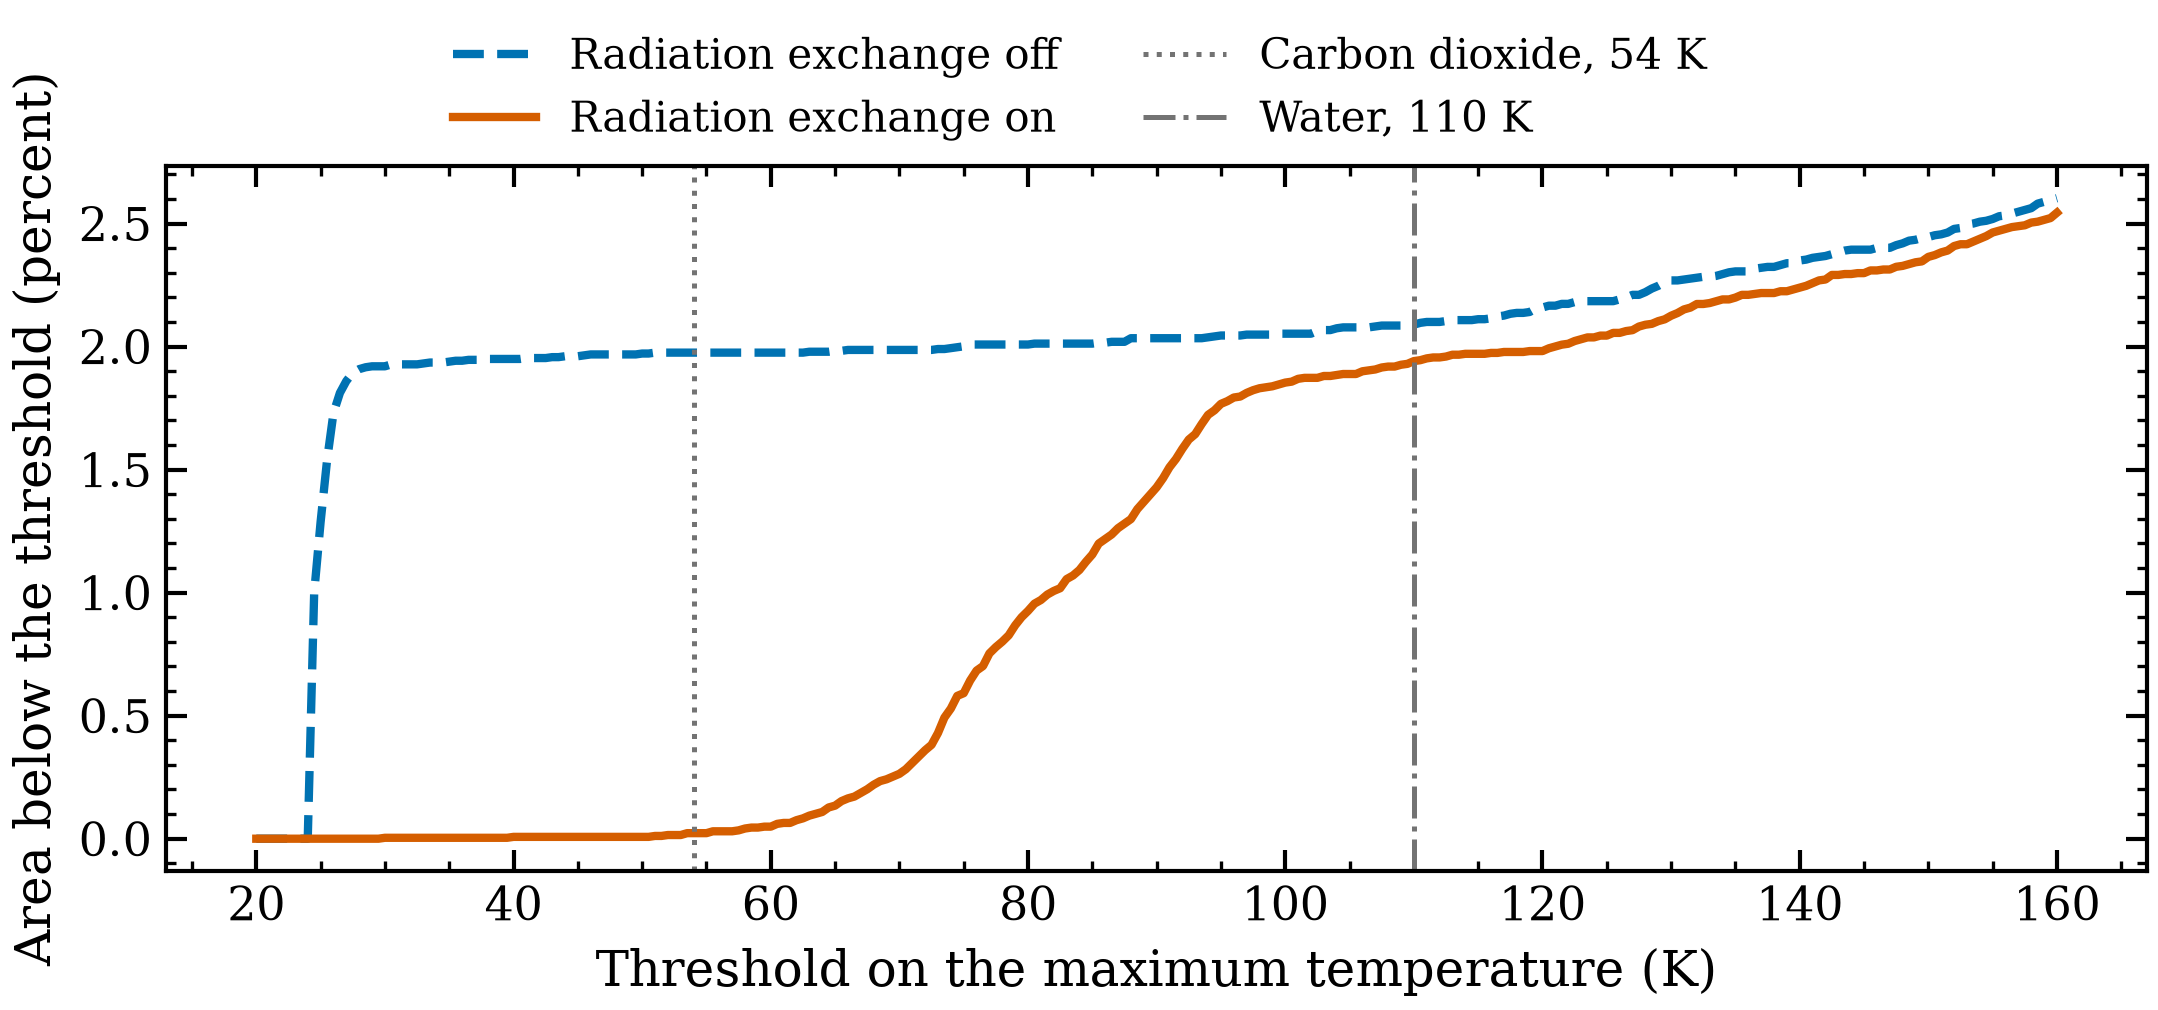 Radiation exchange off
Radiation exchange on
Carbon dioxide, 54 K
Water, 110 K
Area below the threshold (percent)
2.5
2.0
1.5
1.0
0.5
0.0
20 40 60 80 100 120 140 160
Threshold on the maximum temperature (K)